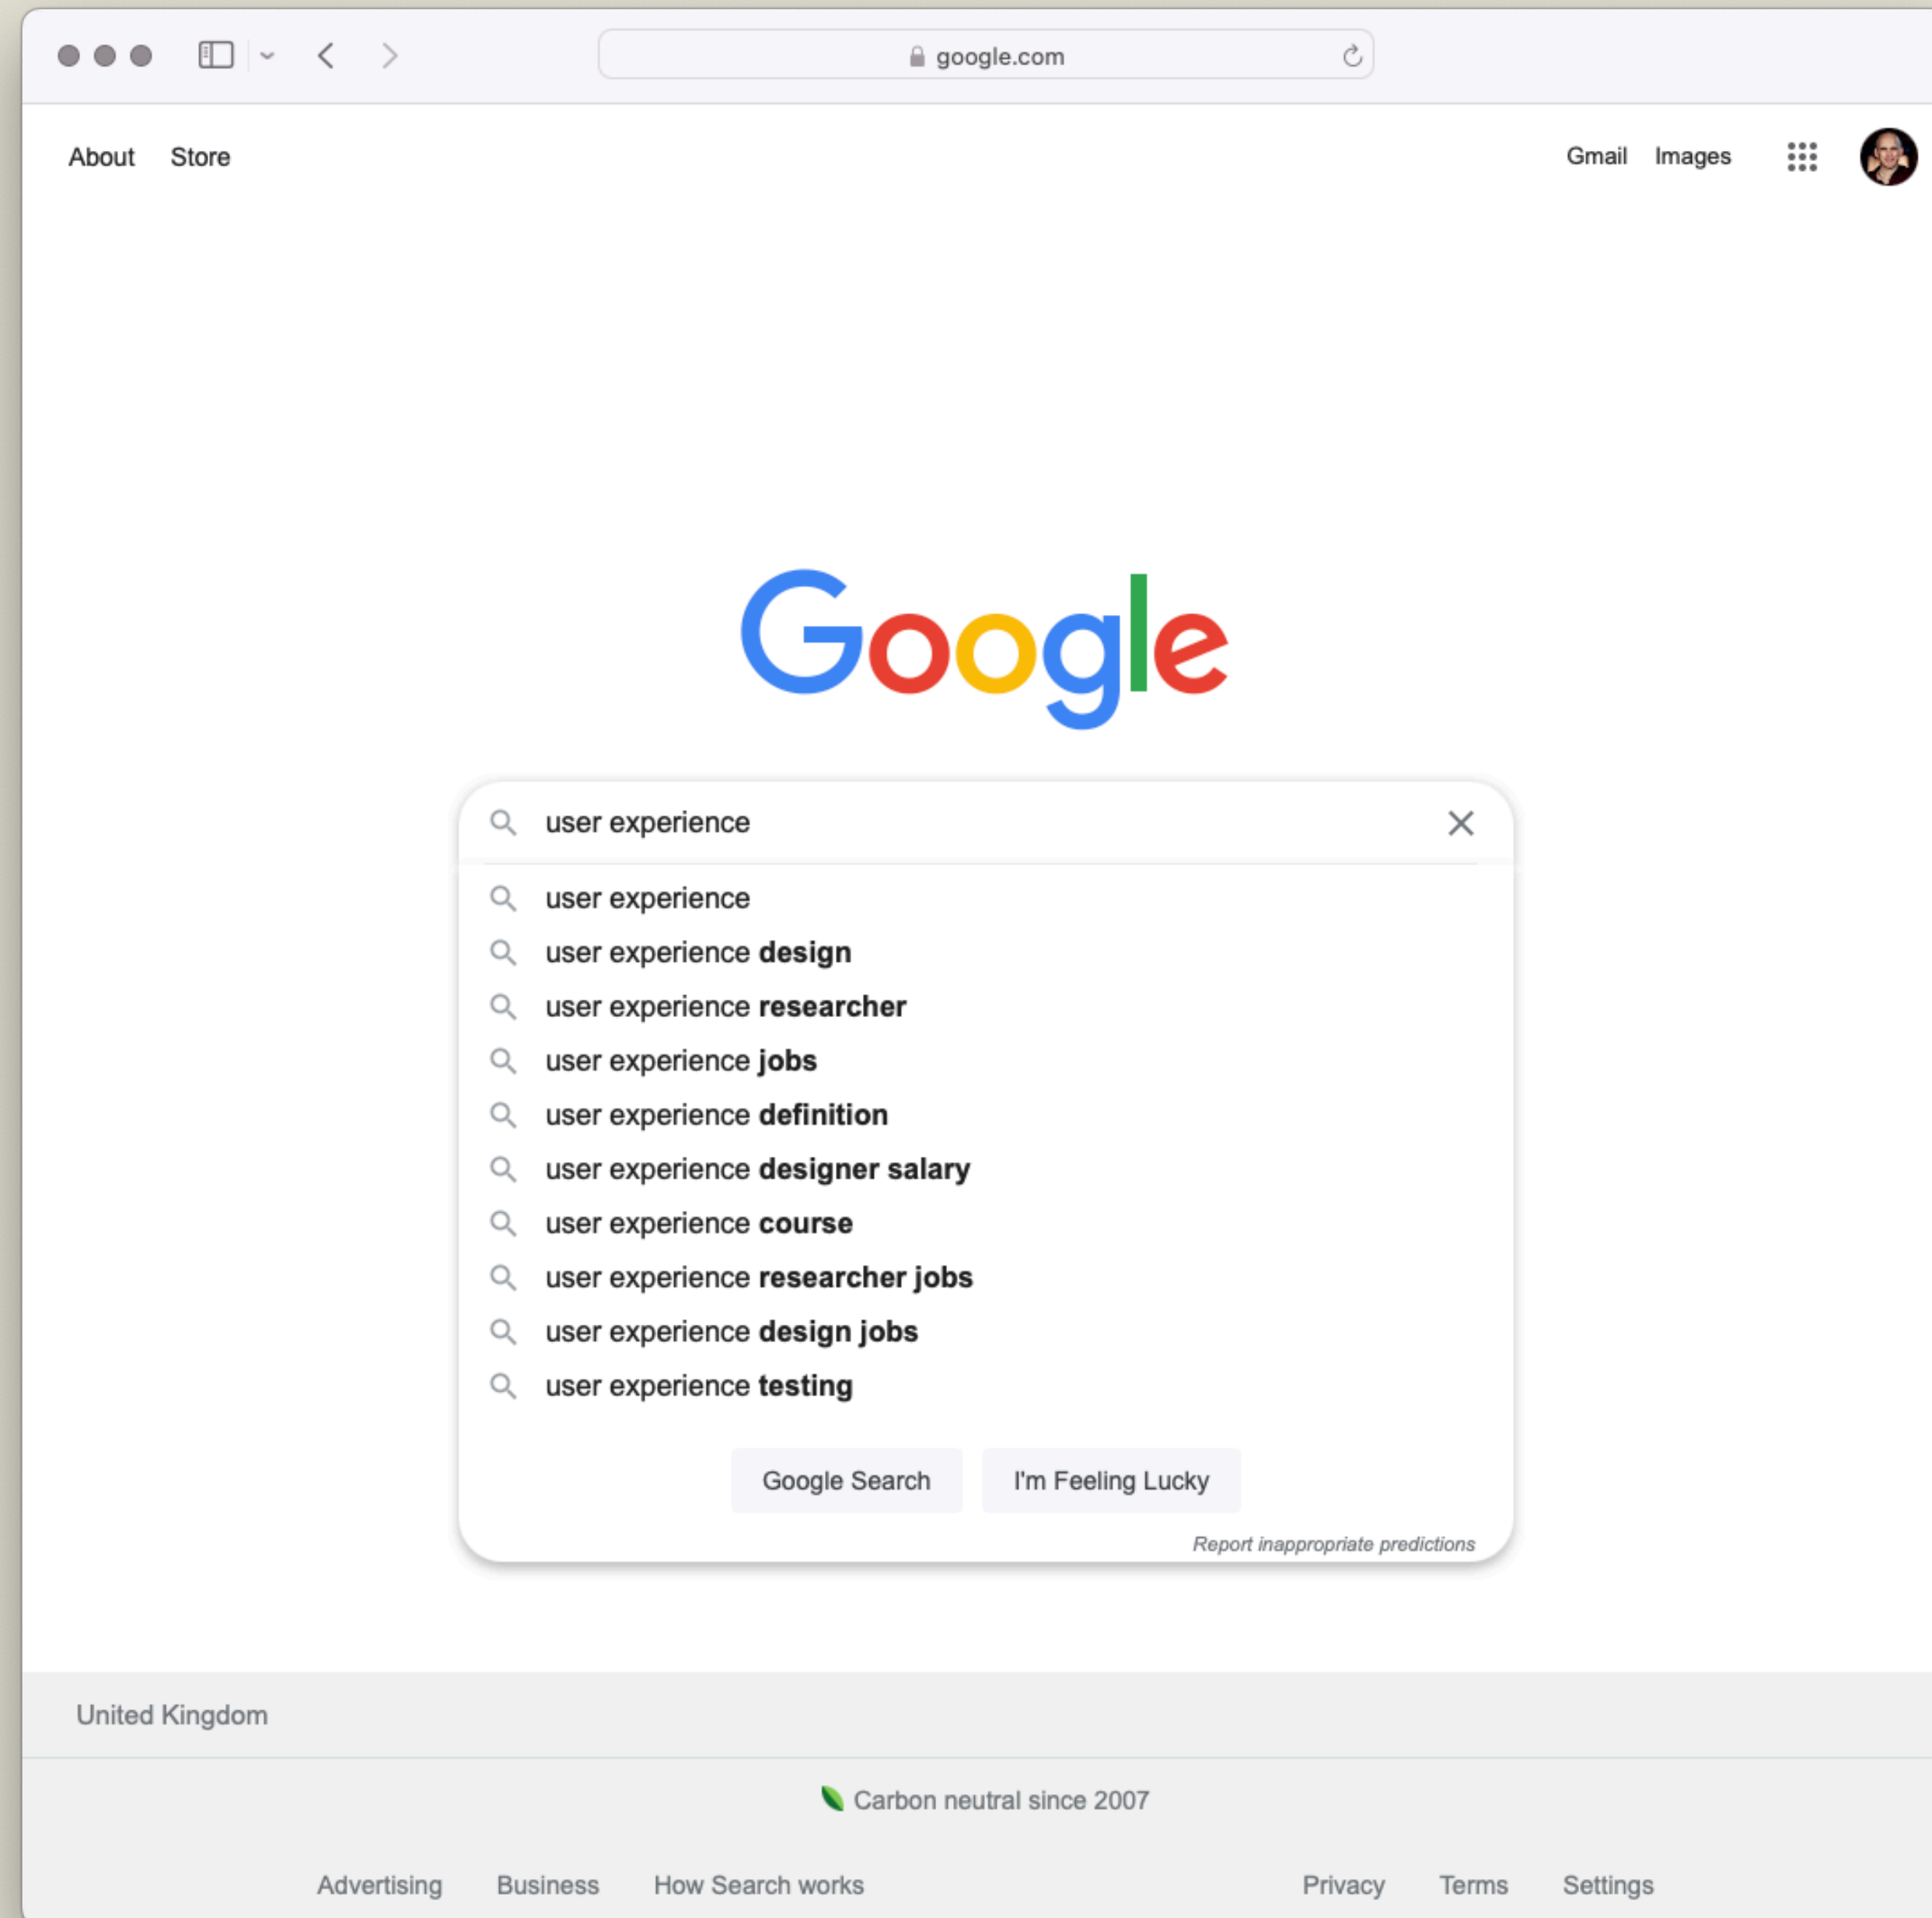 google.com
About Store Gmail Images
Google
user experience
user experience
user experience design
user experience researcher
user experience jobs
user experience definition
user experience designer salary
user experience course
user experience researcher jobs
user experience design jobs
user experience testing
Google Search I'm Feeling Lucky
Report inappropriate predictions
United Kingdom
Carbon neutral since 2007
Advertising Business How Search works Privacy Terms Settings